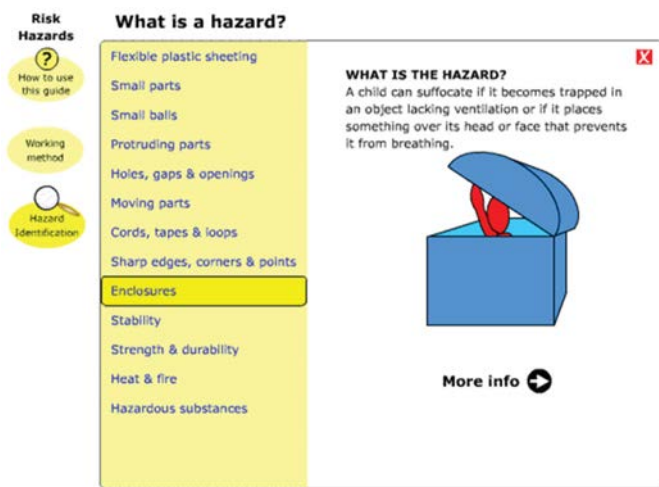 Risk
Hazards
?
How to use
this guide
Working
method
Hazard
Identification
What is a hazard?
Flexible plastic sheeting
Small parts
Small balls
Protruding parts
Holes, gaps & openings
Moving parts
Cords, tapes & loops
Sharp edges, corners & points
Enclosures
Stability
Strength & durability
Heat & fire
Hazardous substances
X
WHAT IS THE HAZARD?
A child can suffocate if it becomes trapped in
an object lacking ventilation or if it places
something over its head or face that prevents
it from breathing.
More info